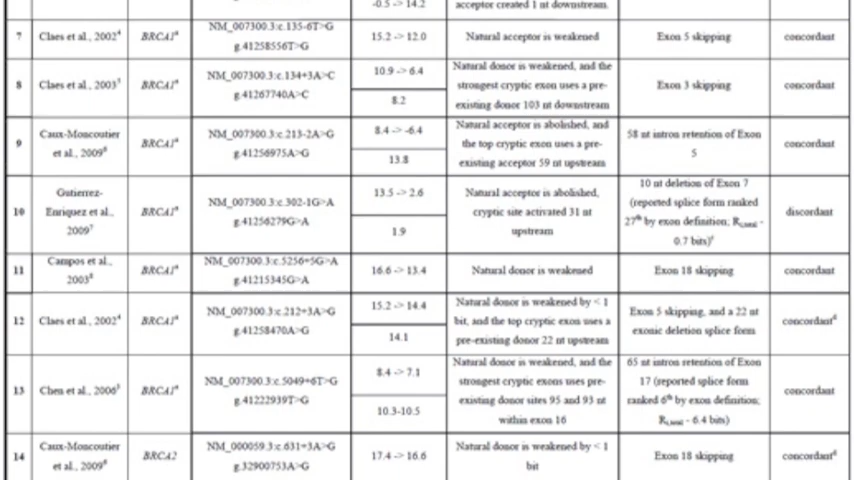 -0.5 -> 14.2
acceptor created 1 nt downstream.
7
Claes et al., 2002⁴
BRCA1ᵃ
NM_007300.3:c.135-6T>G
g.41258556T>G
15.2 -> 12.0
Natural acceptor is weakened
Exon 5 skipping
concordant
8
Claes et al., 2003⁵
BRCA1ᵃ
NM_007300.3:c.134+3A>C
g.41267740A>C
10.9 -> 6.4
8.2
Natural donor is weakened, and the
strongest cryptic exon uses a pre-
existing donor 103 nt downstream
Exon 3 skipping
concordant
9
Caux-Moncoutier
et al., 2009⁶
BRCA1ᵃ
NM_007300.3:c.213-2A>G
g.41256975A>G
8.4 -> -6.4
13.8
Natural acceptor is abolished, and
the top cryptic exon uses a pre-
existing acceptor 59 nt upstream
58 nt intron retention of Exon
5
concordant
10
Gutierrez-
Enriquez et al.,
2009⁷
BRCA1ᵃ
NM_007300.3:c.302-1G>A
g.41256279G>A
13.5 -> 2.6
1.9
Natural acceptor is abolished,
cryptic site activated 31 nt
upstream
10 nt deletion of Exon 7
(reported splice form ranked
27ᵗʰ by exon definition; Ri,total -
0.7 bits)ᶜ
discordant
11
Campos et al.,
2003⁸
BRCA1ᵃ
NM_007300.3:c.5256+5G>A
g.41215345G>A
16.6 -> 13.4
Natural donor is weakened
Exon 18 skipping
concordant
12
Claes et al., 2002⁴
BRCA1ᵃ
NM_007300.3:c.212+3A>G
g.41258470A>G
15.2 -> 14.4
14.1
Natural donor is weakened by < 1
bit, and the top cryptic exon uses a
pre-existing donor 22 nt upstream
Exon 5 skipping, and a 22 nt
exonic deletion splice form
concordantᵈ
13
Chen et al., 2006³
BRCA1ᵃ
NM_007300.3:c.5049+6T>G
g.41222939T>G
8.4 -> 7.1
10.3-10.5
Natural donor is weakened, and the
strongest cryptic exons uses pre-
existing donor sites 95 and 93 nt
within exon 16
65 nt intron retention of Exon
17 (reported splice form
ranked 6ᵗʰ by exon definition;
Ri,total - 6.4 bits)
concordant
14
Caux-Moncoutier
et al., 2009⁶
BRCA2
NM_000059.3:c.631+3A>G
g.32900753A>G
17.4 -> 16.6
Natural donor is weakened by < 1
bit
Exon 18 skipping
concordantᵈ